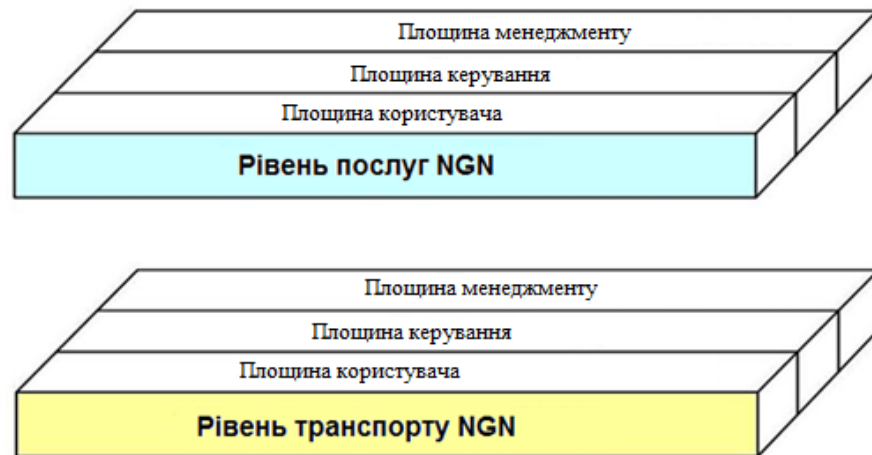 Площина менеджменту
Площина керування
Площина користувача
Рівень послуг NGN
Площина менеджменту
Площина керування
Площина користувача
Рівень транспорту NGN